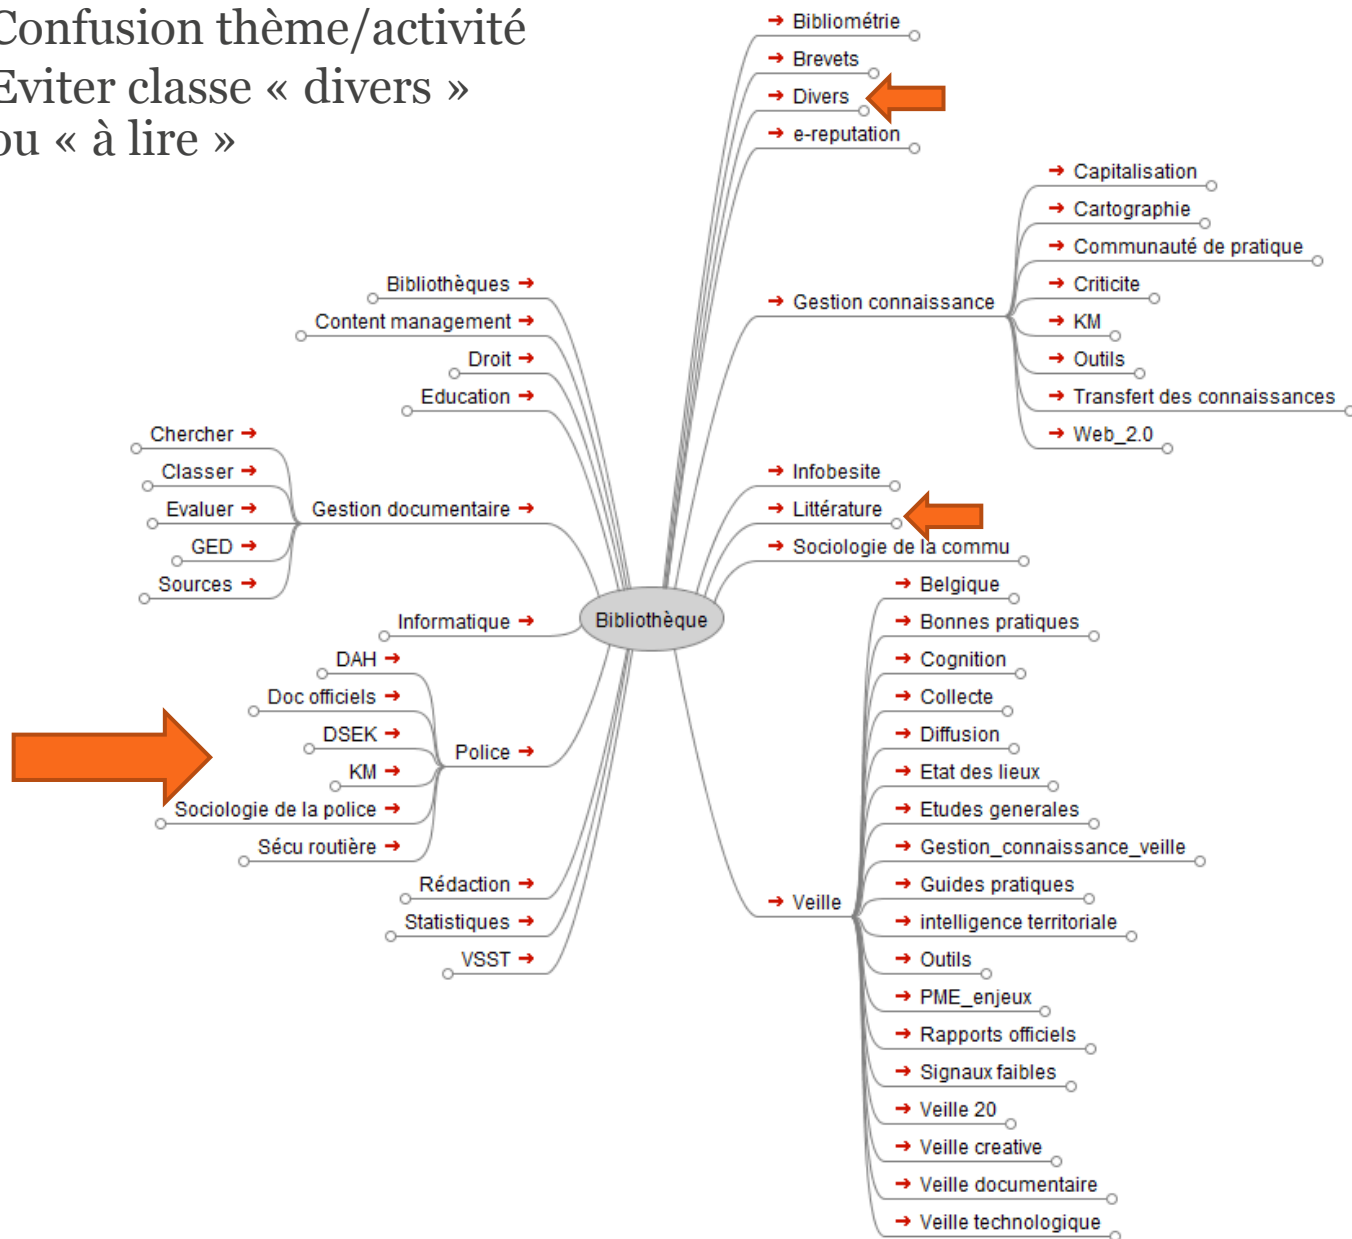 Confusion thème/activité
Eviter classe « divers »
ou « à lire »
Bibliométrie
Brevets
Divers
e-reputation
Gestion connaissance
Capitalisation
Cartographie
Communauté de pratique
Criticite
KM
Outils
Transfert des connaissances
Web_2.0
Infobesite
Littérature
Sociologie de la commu
Veille
Belgique
Bonnes pratiques
Cognition
Collecte
Diffusion
Etat des lieux
Etudes generales
Gestion_connaissance_veille
Guides pratiques
intelligence territoriale
Outils
PME_enjeux
Rapports officiels
Signaux faibles
Veille 20
Veille creative
Veille documentaire
Veille technologique
Bibliothèque
Bibliothèques
Content management
Droit
Education
Gestion documentaire
Chercher
Classer
Evaluer
GED
Sources
Informatique
Police
DAH
Doc officiels
DSEK
KM
Sociologie de la police
Sécu routière
Rédaction
Statistiques
VSST